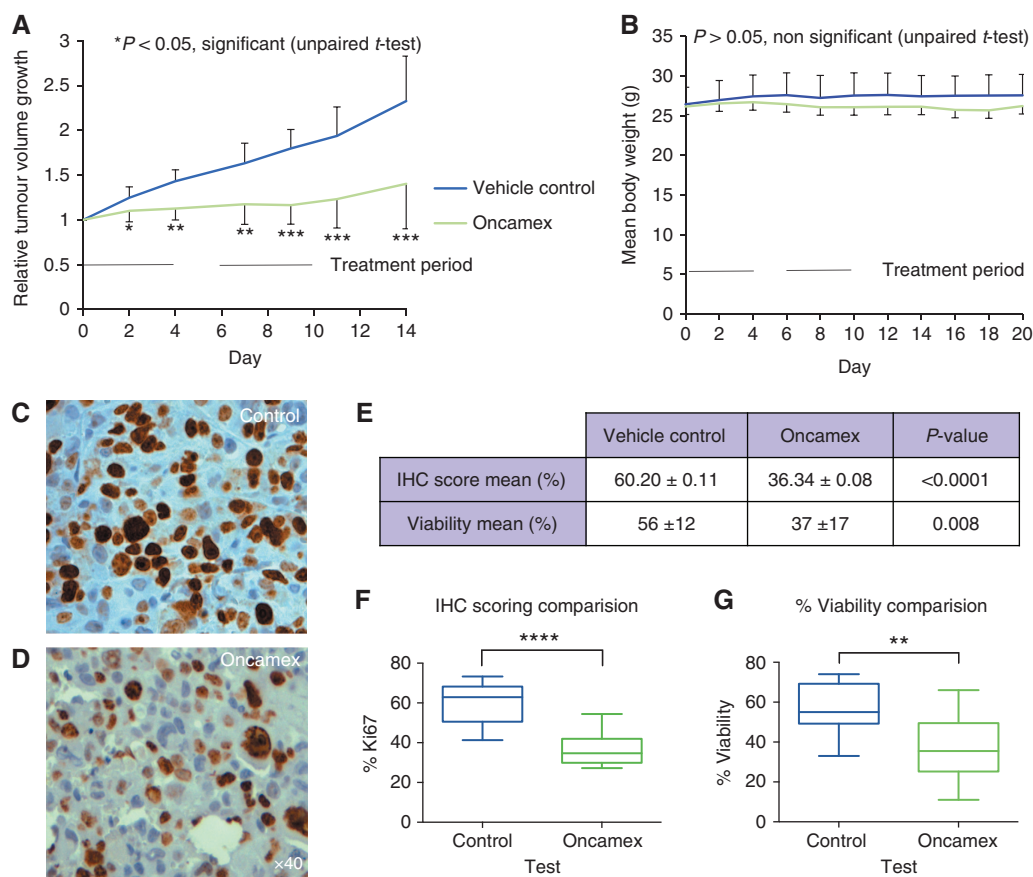 A
*P < 0.05, significant (unpaired t-test)
Relative tumour volume growth
3
2.5
2
1.5
1
0.5
0
* ** ** *** *** ***
Treatment period
0 2 4 6 8 10 12 14
Day
Vehicle control
Oncamex
B
P > 0.05, non significant (unpaired t-test)
Mean body weight (g)
35
30
25
20
15
10
5
0
Treatment period
0 2 4 6 8 10 12 14 16 18 20
Day
C
Control
D
Oncamex
×40
E
Vehicle control Oncamex P-value
IHC score mean (%) 60.20 ± 0.11 36.34 ± 0.08 <0.0001
Viability mean (%) 56 ±12 37 ±17 0.008
F
IHC scoring comparision
****
% Ki67
80
60
40
20
0
Control Oncamex
Test
G
% Viability comparision
**
% Viability
80
60
40
20
0
Control Oncamex
Test